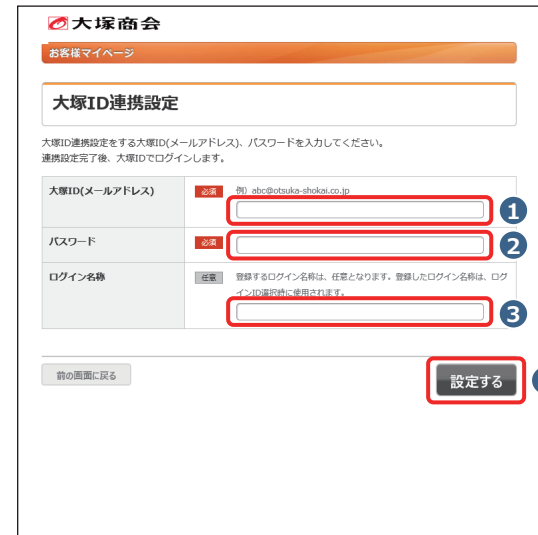 大塚商会
お客様マイページ
大塚ID連携設定
大塚ID連携設定をする大塚ID(メールアドレス)、パスワードを入力してください。
連携設定完了後、大塚IDでログインします。
大塚ID(メールアドレス) 必須 例）abc@otsuka-shokai.co.jp
1
パスワード 必須 2
ログイン名称 任意 登録するログイン名称は、任意となります。登録したログイン名称は、ログ
インID選択時に使用されます。
3
前の画面に戻る 設定する